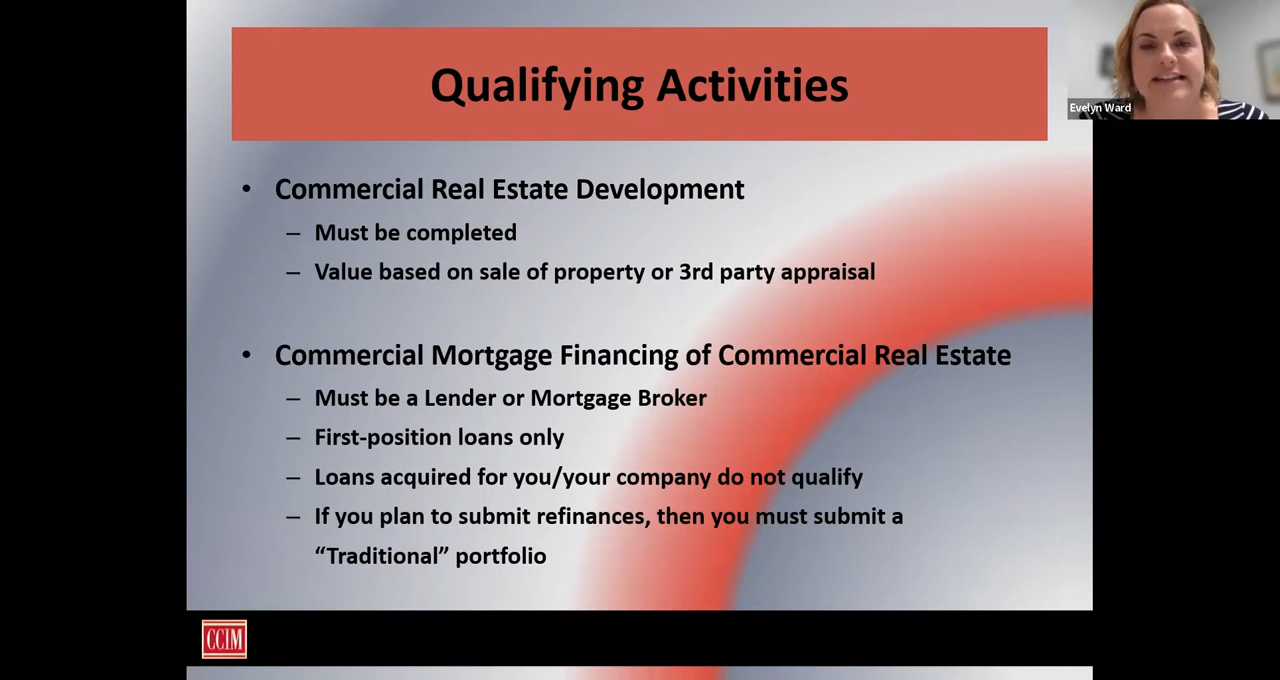 Qualifying Activities
Evelyn Ward
• Commercial Real Estate Development
– Must be completed
– Value based on sale of property or 3rd party appraisal
• Commercial Mortgage Financing of Commercial Real Estate
– Must be a Lender or Mortgage Broker
– First-position loans only
– Loans acquired for you/your company do not qualify
– If you plan to submit refinances, then you must submit a
“Traditional” portfolio
CCIM